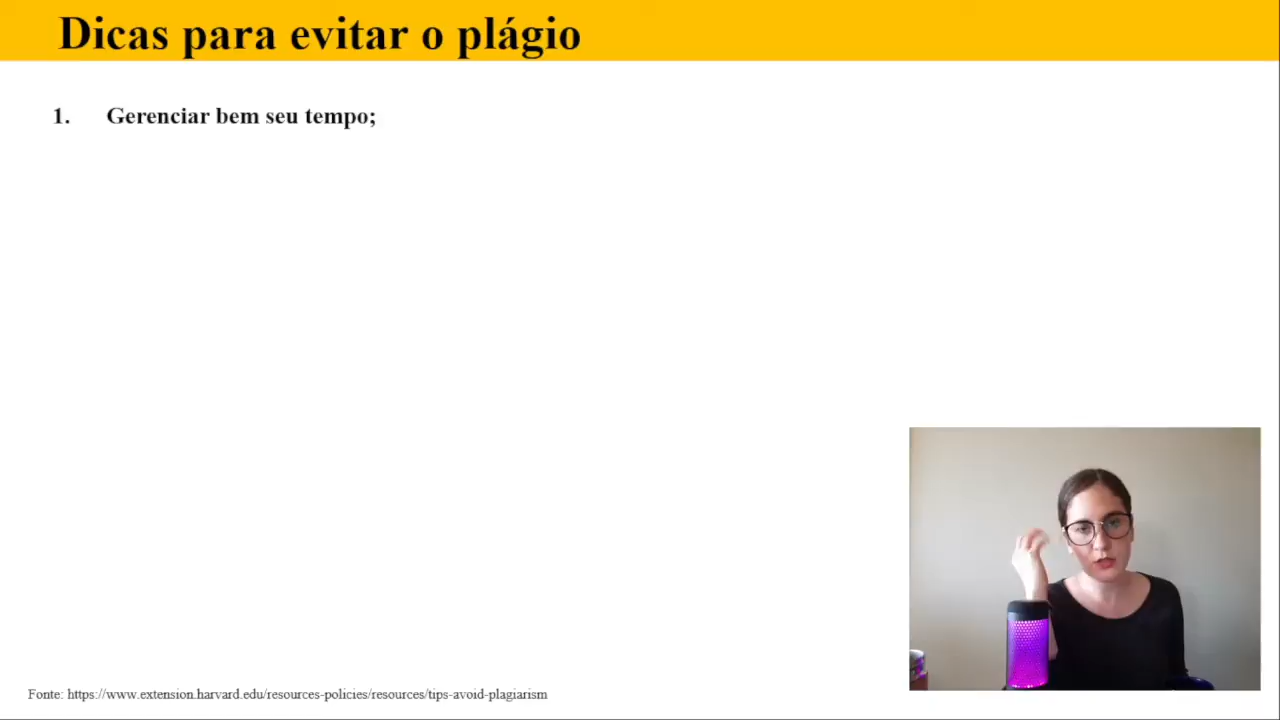 Dicas para evitar o plágio
1. Gerenciar bem seu tempo;
Fonte: https://www.extension.harvard.edu/resources-policies/resources/tips-avoid-plagiarism